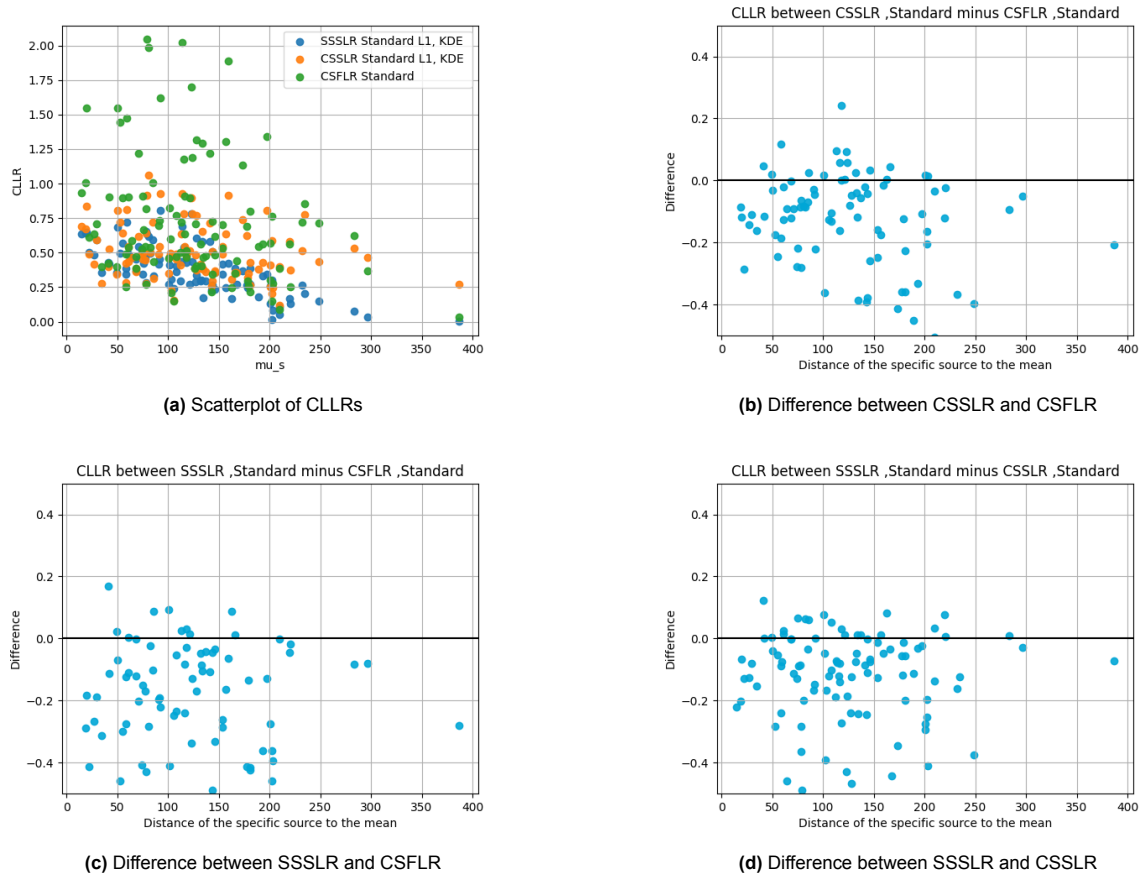 2.00
1.75
1.50
1.25
1.00
0.75
0.50
0.25
0.00
CLLR
0 50 100 150 200 250 300 350 400
mu_s
SSSLR Standard L1, KDE
CSSLR Standard L1, KDE
CSFLR Standard
(a) Scatterplot of CLLRs
CLLR between CSSLR ,Standard minus CSFLR ,Standard
0.4
0.2
0.0
−0.2
−0.4
Difference
0 50 100 150 200 250 300 350 400
Distance of the specific source to the mean
(b) Difference between CSSLR and CSFLR
CLLR between SSSLR ,Standard minus CSFLR ,Standard
0.4
0.2
0.0
−0.2
−0.4
Difference
0 50 100 150 200 250 300 350 400
Distance of the specific source to the mean
(c) Difference between SSSLR and CSFLR
CLLR between SSSLR ,Standard minus CSSLR ,Standard
0.4
0.2
0.0
−0.2
−0.4
Difference
0 50 100 150 200 250 300 350 400
Distance of the specific source to the mean
(d) Difference between SSSLR and CSSLR